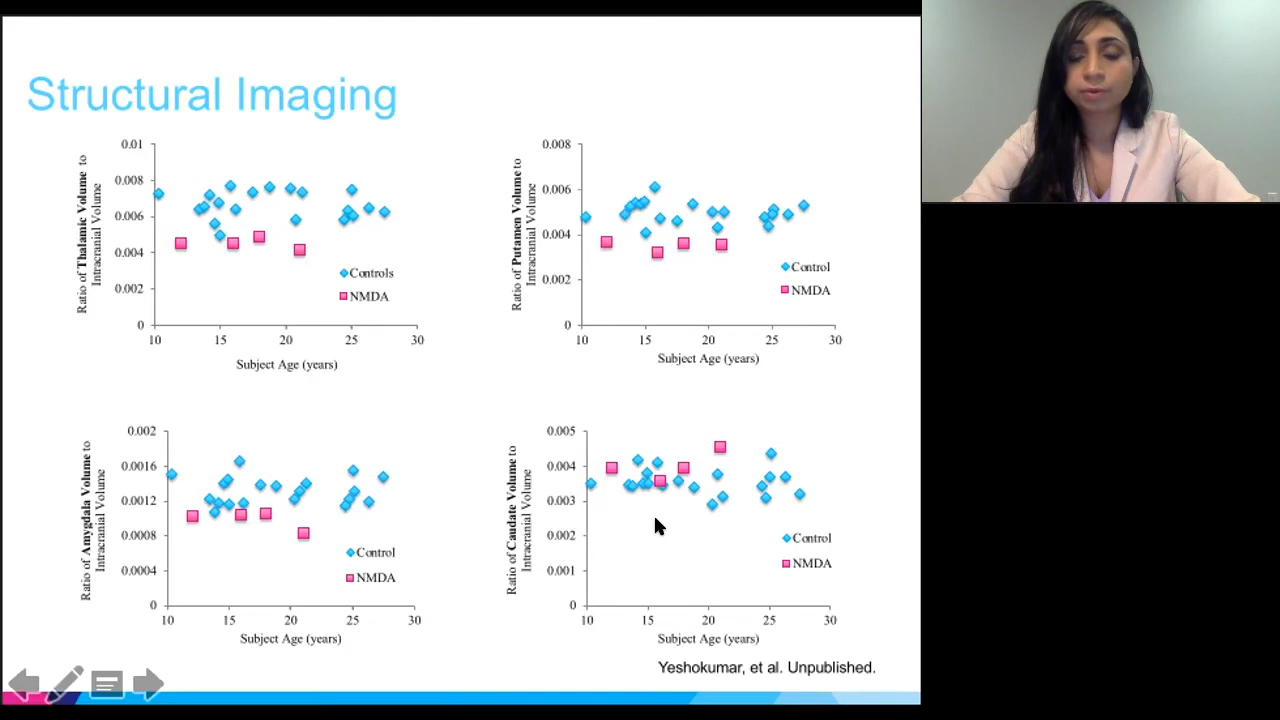 Structural Imaging
Ratio of Thalamic Volume to
Intracranial Volume
0.01
0.008
0.006
0.004
0.002
0
10 15 20 25 30
Subject Age (years)
Controls
NMDA
Ratio of Putamen Volume to
Intracranial Volume
0.008
0.006
0.004
0.002
0
10 15 20 25 30
Subject Age (years)
Control
NMDA
Ratio of Amygdala Volume to
Intracranial Volume
0.002
0.0016
0.0012
0.0008
0.0004
0
10 15 20 25 30
Subject Age (years)
Control
NMDA
Ratio of Caudate Volume to
Intracranial Volume
0.005
0.004
0.003
0.002
0.001
0
10 15 20 25 30
Subject Age (years)
Control
NMDA
Yeshokumar, et al. Unpublished.